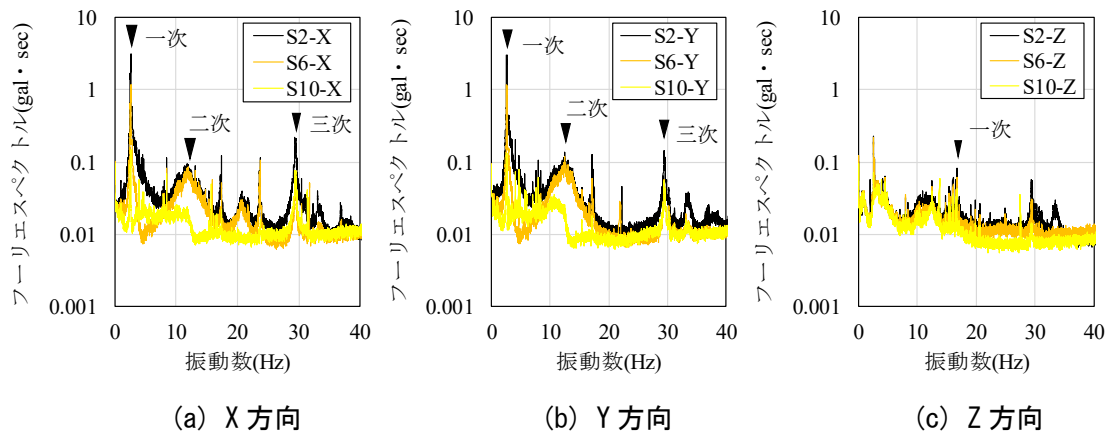 フーリエスペクトル(gal・sec)
10
1
0.1
0.01
0.001
一次
二次
三次
S2-X
S6-X
S10-X
0 10 20 30 40
振動数(Hz)
(a) X 方向
フーリエスペクトル(gal・sec)
10
1
0.1
0.01
0.001
一次
二次
三次
S2-Y
S6-Y
S10-Y
0 10 20 30 40
振動数(Hz)
(b) Y 方向
フーリエスペクトル(gal・sec)
10
1
0.1
0.01
0.001
一次
S2-Z
S6-Z
S10-Z
0 10 20 30 40
振動数(Hz)
(c) Z 方向